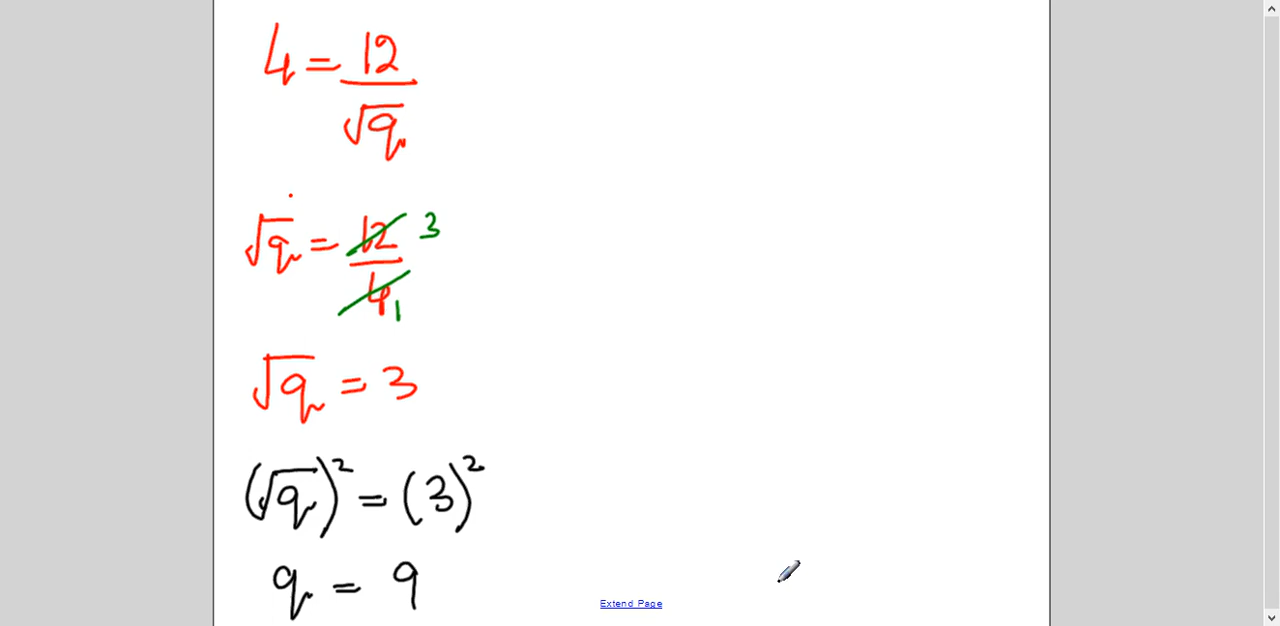 4 = 12/√q
√q = 12/4 3 1
√q = 3
(√q)² = (3)²
q = 9
Extend Page